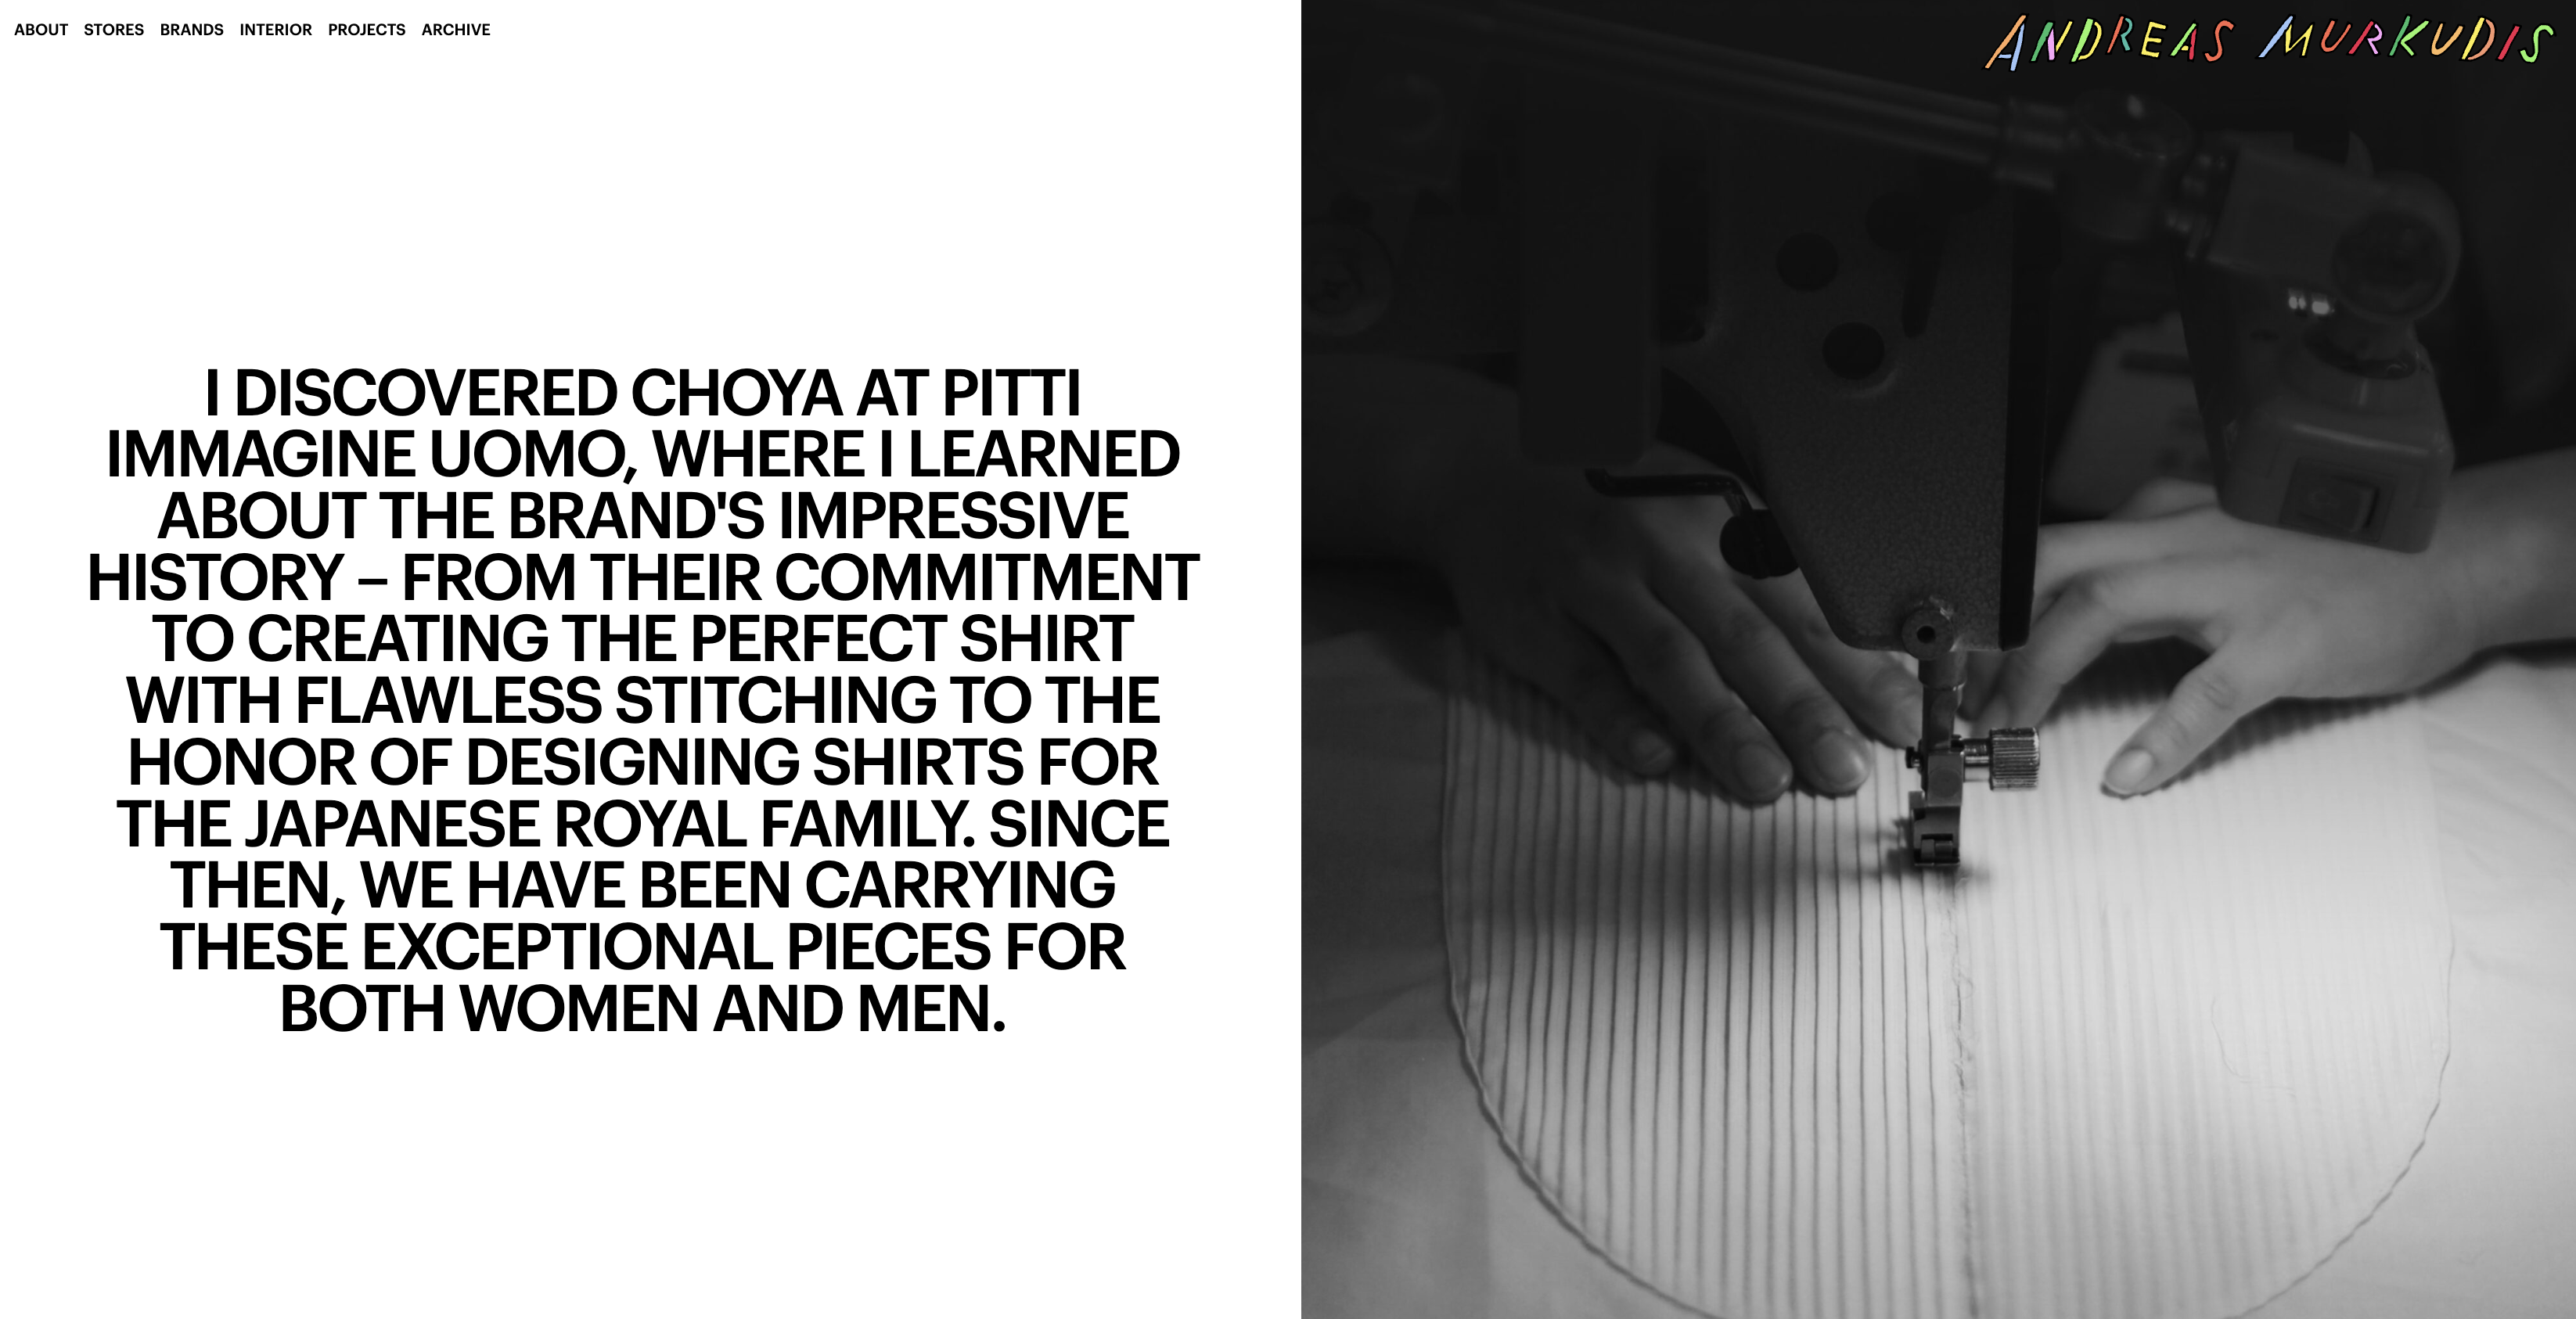 ABOUT STORES BRANDS INTERIOR PROJECTS ARCHIVE
ANDREAS MURKUDIS
I DISCOVERED CHOYA AT PITTI
IMMAGINE UOMO, WHERE I LEARNED
ABOUT THE BRAND'S IMPRESSIVE
HISTORY – FROM THEIR COMMITMENT
TO CREATING THE PERFECT SHIRT
WITH FLAWLESS STITCHING TO THE
HONOR OF DESIGNING SHIRTS FOR
THE JAPANESE ROYAL FAMILY. SINCE
THEN, WE HAVE BEEN CARRYING
THESE EXCEPTIONAL PIECES FOR
BOTH WOMEN AND MEN.